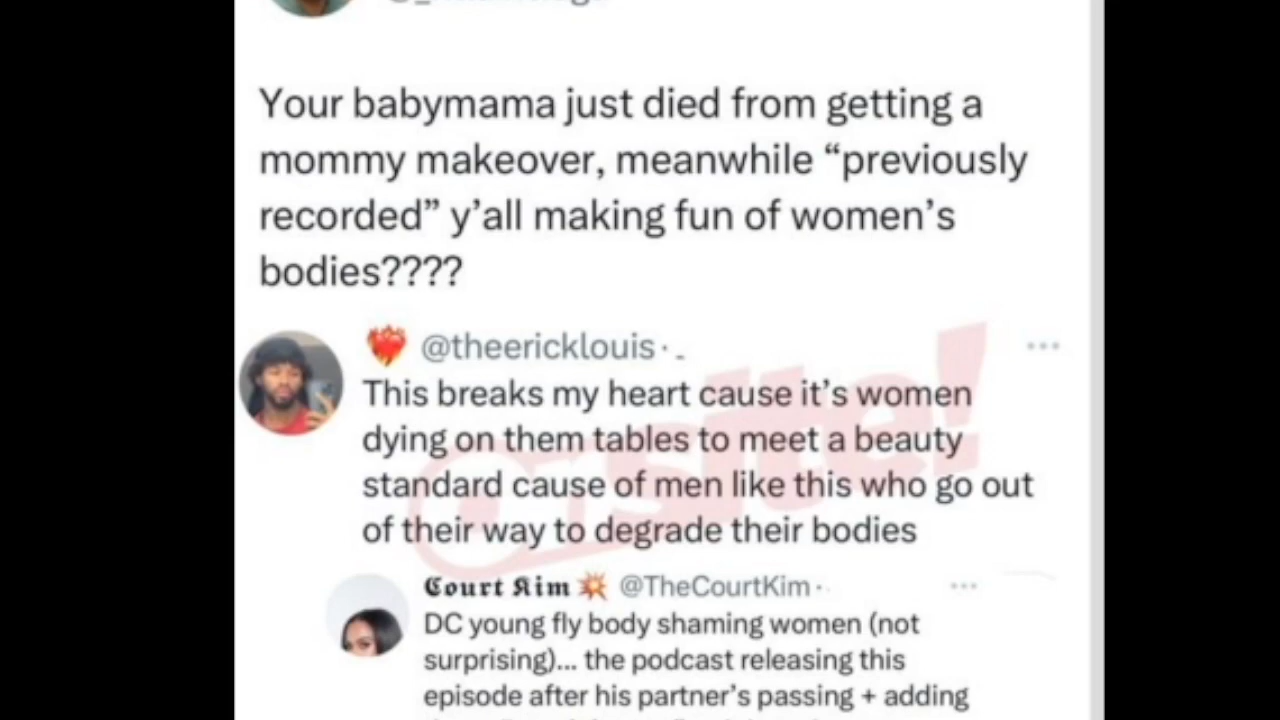 Your babymama just died from getting a
mommy makeover, meanwhile “previously
recorded” y’all making fun of women’s
bodies????
@theericklouis ·
This breaks my heart cause it’s women
dying on them tables to meet a beauty
standard cause of men like this who go out
of their way to degrade their bodies
Court Kim 💥 @TheCourtKim ·
DC young fly body shaming women (not
surprising)... the podcast releasing this
episode after his partner’s passing + adding